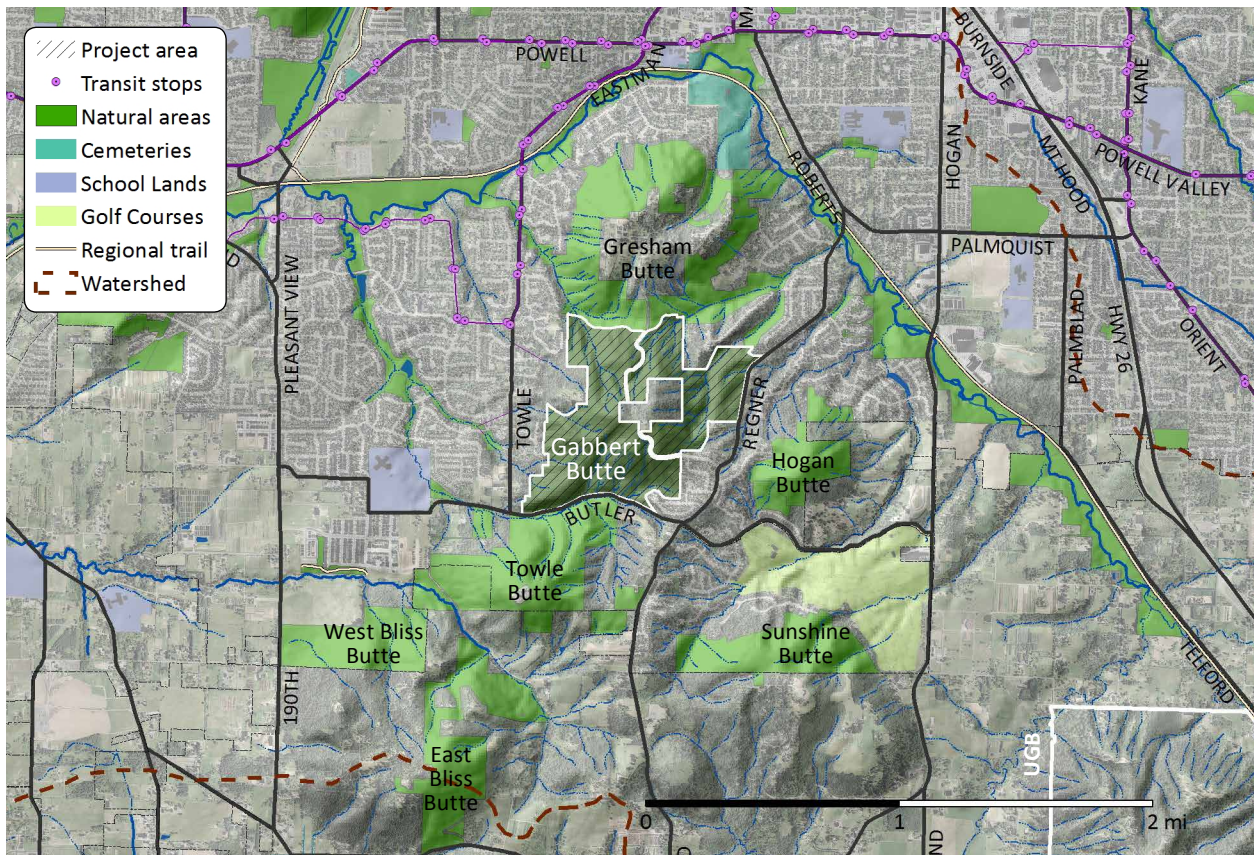 Project area
Transit stops
Natural areas
Cemeteries
School Lands
Golf Courses
Regional trail
Watershed
POWELL
EASTMAN
MA
BURNSIDE
KANE
HOGAN
MT HOOD
POWELL VALLEY
ROBERTS
PALMQUIST
D
PLEASANT VIEW
Gresham
Butte
PALMBLAD
HWY 26
ORIENT
TOWLE
REGNER
Gabbert
Butte
Hogan
Butte
BUTLER
Towle
Butte
West Bliss
Butte
Sunshine
Butte
TELFORD
190TH
East
Bliss
Butte
UGB
0
1
2 mi
ND